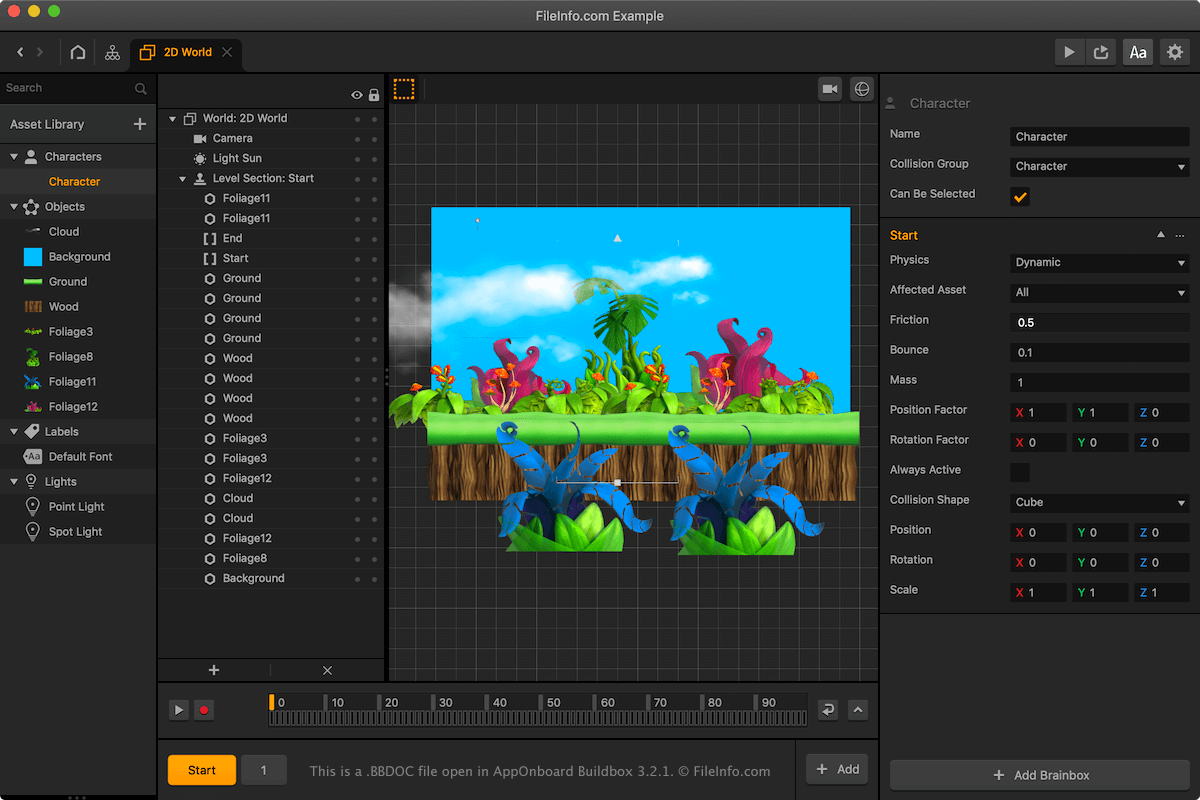 FileInfo.com Example
2D World
Aa
Search
Asset Library
Characters
Character
Objects
Cloud
Background
Ground
Wood
Foliage3
Foliage8
Foliage11
Foliage12
Labels
Aa Default Font
Lights
Point Light
Spot Light
World: 2D World
Camera
Light Sun
Level Section: Start
Foliage11
Foliage11
End
Start
Ground
Ground
Ground
Ground
Wood
Wood
Wood
Wood
Foliage3
Foliage3
Foliage12
Cloud
Cloud
Foliage12
Foliage8
Background
0 10 20 30 40 50 60 70 80 90
Start 1 This is a .BBDOC file open in AppOnboard Buildbox 3.2.1. © FileInfo.com + Add
Character
Name Character
Collision Group Character
Can Be Selected
Start ...
Physics Dynamic
Affected Asset All
Friction 0.5
Bounce 0.1
Mass 1
Position Factor X 1 Y 1 Z 0
Rotation Factor X 0 Y 0 Z 0
Always Active
Collision Shape Cube
Position X 0 Y 0 Z 0
Rotation X 0 Y 0 Z 0
Scale X 1 Y 1 Z 1
+ Add Brainbox